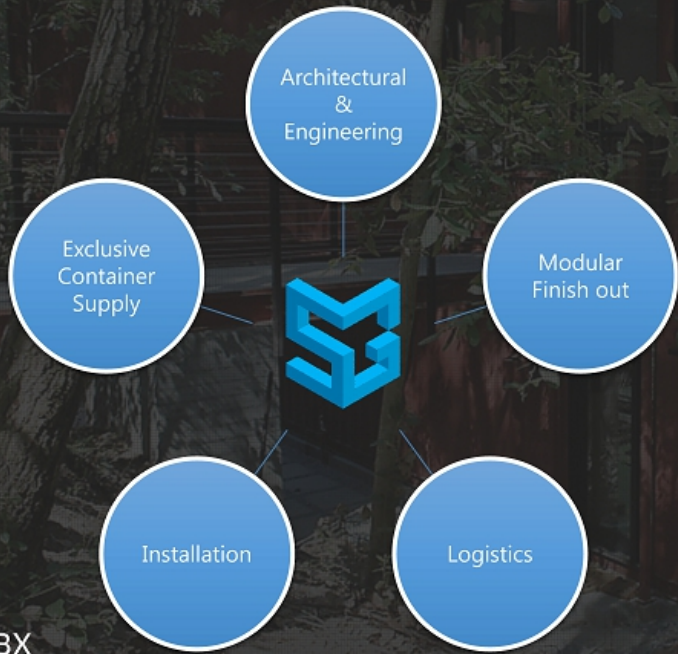 Architectural
&
Engineering
Exclusive
Container
Supply
Modular
Finish out
Installation
Logistics